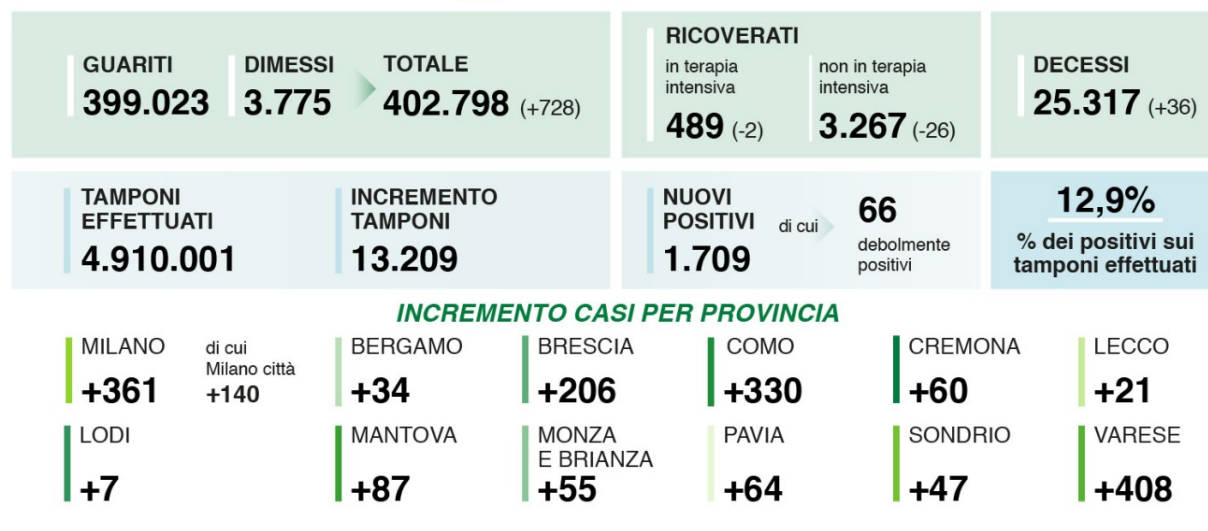 GUARITI
399.023
DIMESSI
3.775
TOTALE
402.798 (+728)
RICOVERATI
in terapia
intensiva
489 (-2)
non in terapia
intensiva
3.267 (-26)
DECESSI
25.317 (+36)
TAMPONI
EFFETTUATI
4.910.001
INCREMENTO
TAMPONI
13.209
NUOVI
POSITIVI
1.709
di cui
66
debolmente
positivi
12,9%
% dei positivi sui
tamponi effettuati
INCREMENTO CASI PER PROVINCIA
MILANO
+361
di cui
Milano città
+140
BERGAMO
+34
BRESCIA
+206
COMO
+330
CREMONA
+60
LECCO
+21
LODI
+7
MANTOVA
+87
MONZA
E BRIANZA
+55
PAVIA
+64
SONDRIO
+47
VARESE
+408